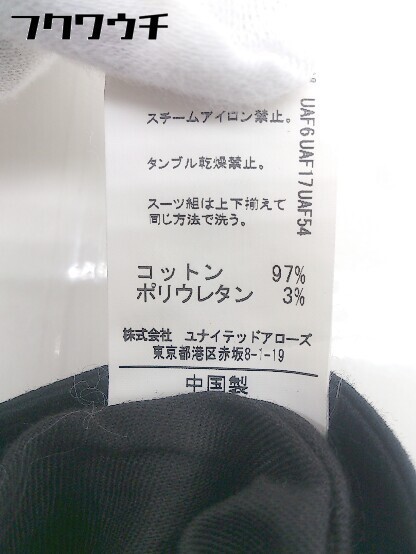 フクワウチ
スチームアイロン禁止。
タンブル乾燥禁止。
スーツ組は上下揃えて
同じ方法で洗う。
コットン 97%
ポリウレタン 3%
株式会社 ユナイテッドアローズ
東京都港区赤坂8-1-19
中国製
UAF6UAF17UAF54